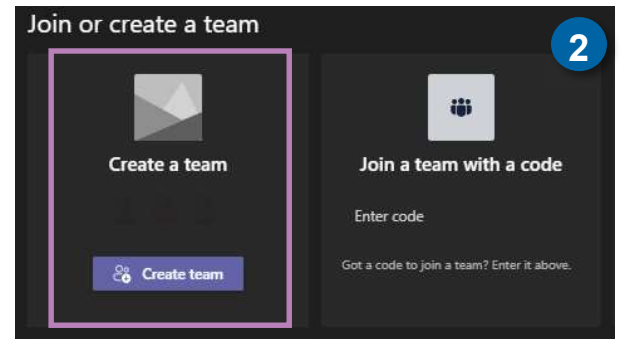 Join or create a team
2
Create a team
Create team
Join a team with a code
Enter code
Got a code to join a team? Enter it above.